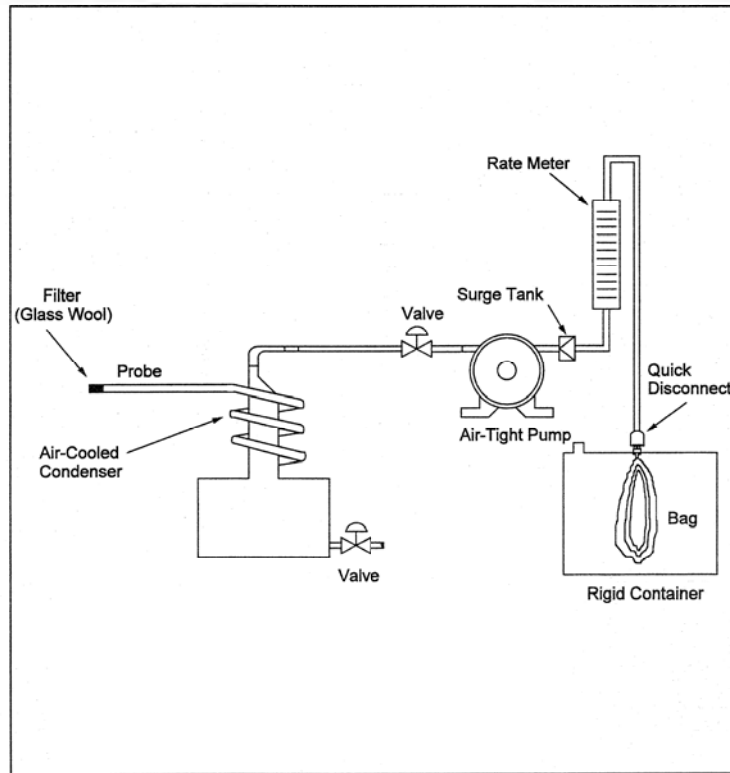 Rate Meter
Filter
(Glass Wool)
Surge Tank
Valve
Probe
Quick
Disconnect
Air-Tight Pump
Air-Cooled
Condenser
Bag
Valve
Rigid Container